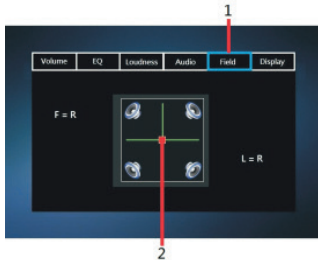 1
Volume EQ Loudness Audio Field Display
F = R
L = R
2